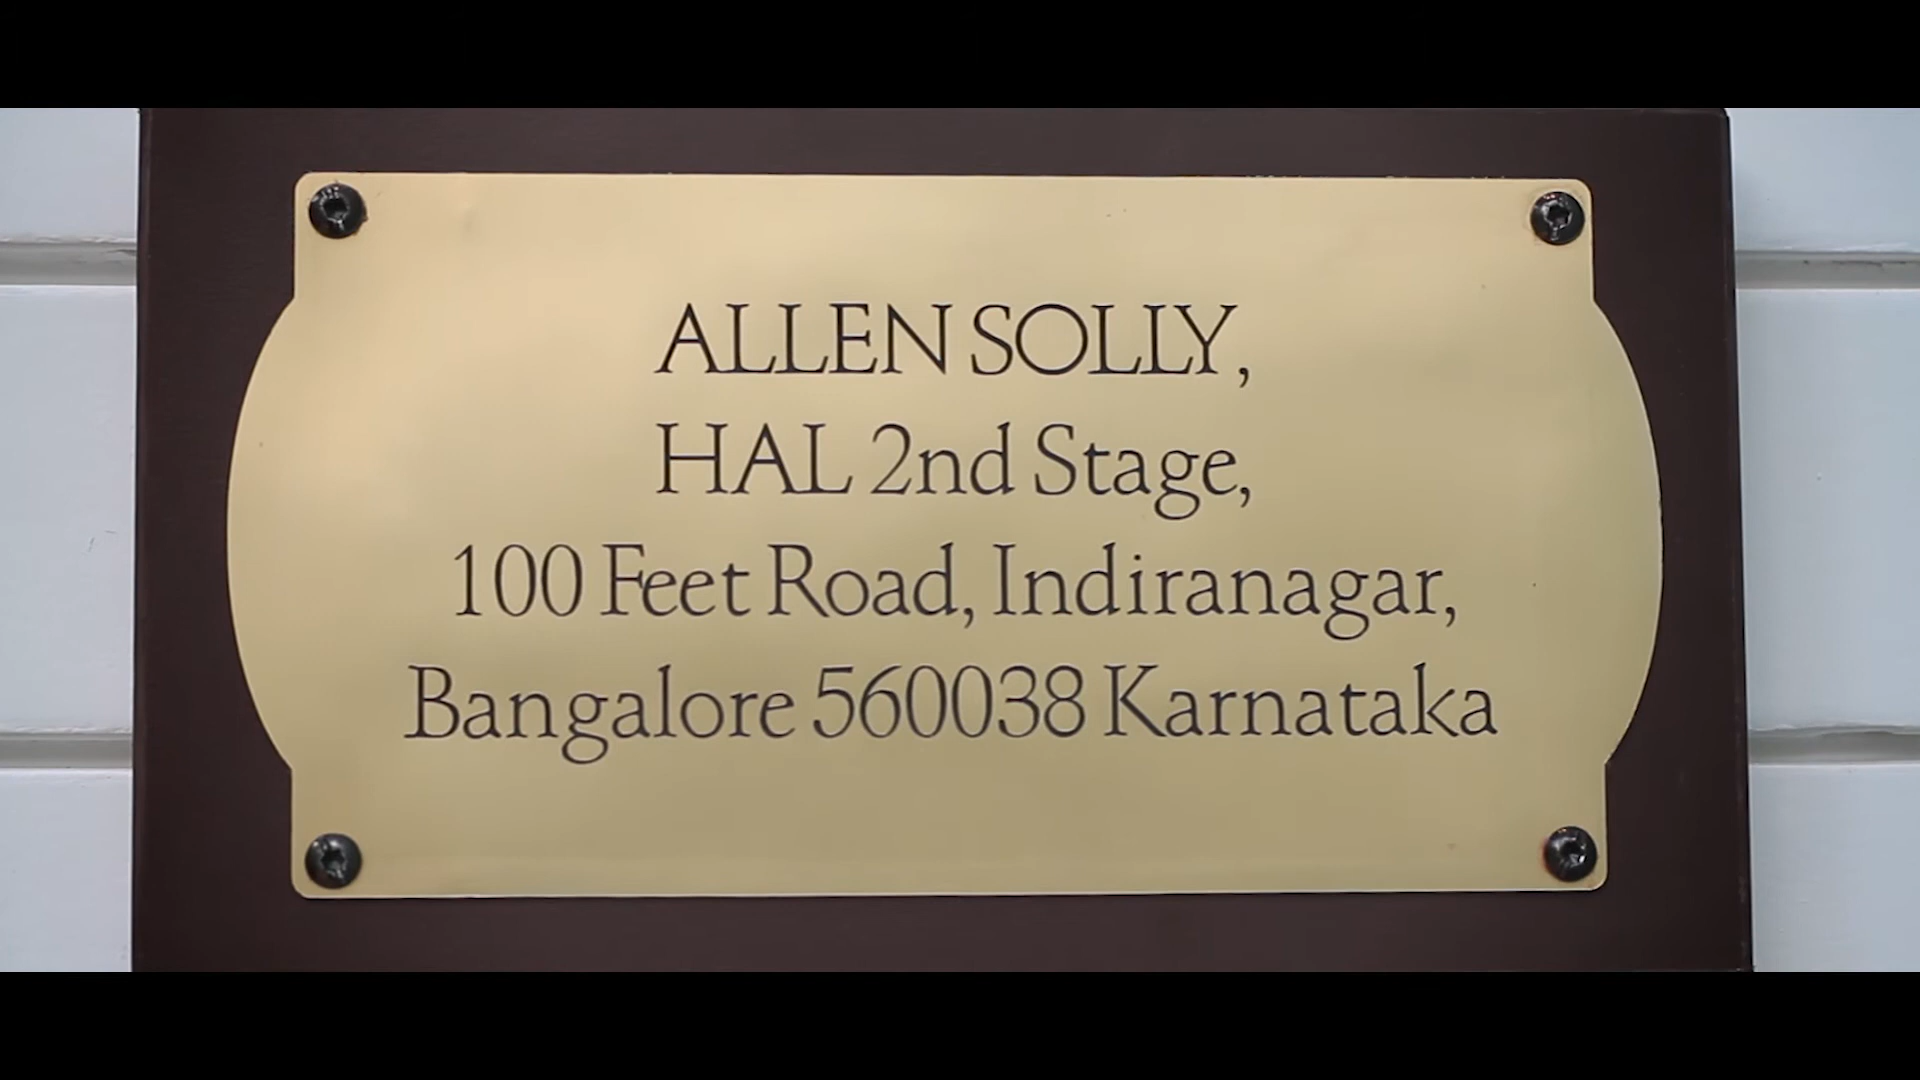 ALLEN SOLLY,
HAL 2nd Stage,
100 Feet Road, Indiranagar,
Bangalore 560038 Karnataka